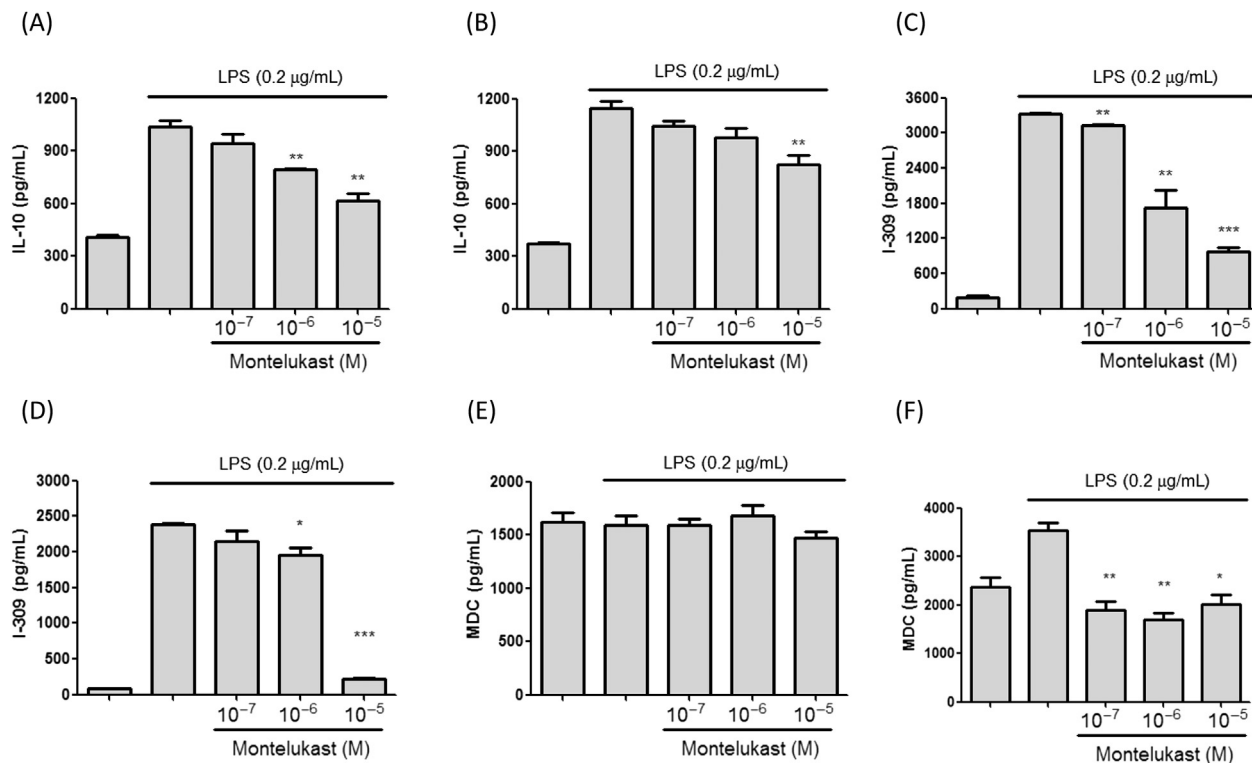 (A)
LPS (0.2 μg/mL)
IL-10 (pg/mL)
1200
900
600
300
0
**
**
10⁻⁷ 10⁻⁶ 10⁻⁵
Montelukast (M)
(B)
LPS (0.2 μg/mL)
IL-10 (pg/mL)
1200
900
600
300
0
**
10⁻⁷ 10⁻⁶ 10⁻⁵
Montelukast (M)
(C)
LPS (0.2 μg/mL)
I-309 (pg/mL)
3600
3000
2400
1800
1200
600
0
**
**
***
10⁻⁷ 10⁻⁶ 10⁻⁵
Montelukast (M)
(D)
LPS (0.2 μg/mL)
I-309 (pg/mL)
3000
2500
2000
1500
1000
500
0
*
***
10⁻⁷ 10⁻⁶ 10⁻⁵
Montelukast (M)
(E)
LPS (0.2 μg/mL)
MDC (pg/mL)
2000
1500
1000
500
0
10⁻⁷ 10⁻⁶ 10⁻⁵
Montelukast (M)
(F)
LPS (0.2 μg/mL)
MDC (pg/mL)
4000
3000
2000
1000
0
** ** *
10⁻⁷ 10⁻⁶ 10⁻⁵
Montelukast (M)